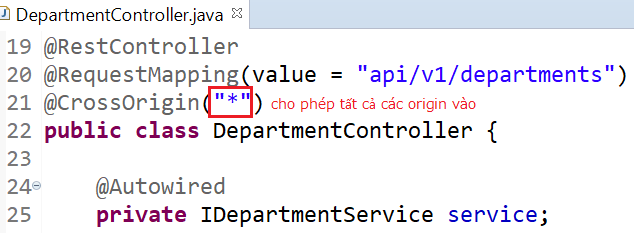 DepartmentController.java
19 @RestController
20 @RequestMapping(value = "api/v1/departments")
21 @CrossOrigin("*") cho phép tất cả các origin vào
22 public class DepartmentController {
23
24 @Autowired
25 private IDepartmentService service;